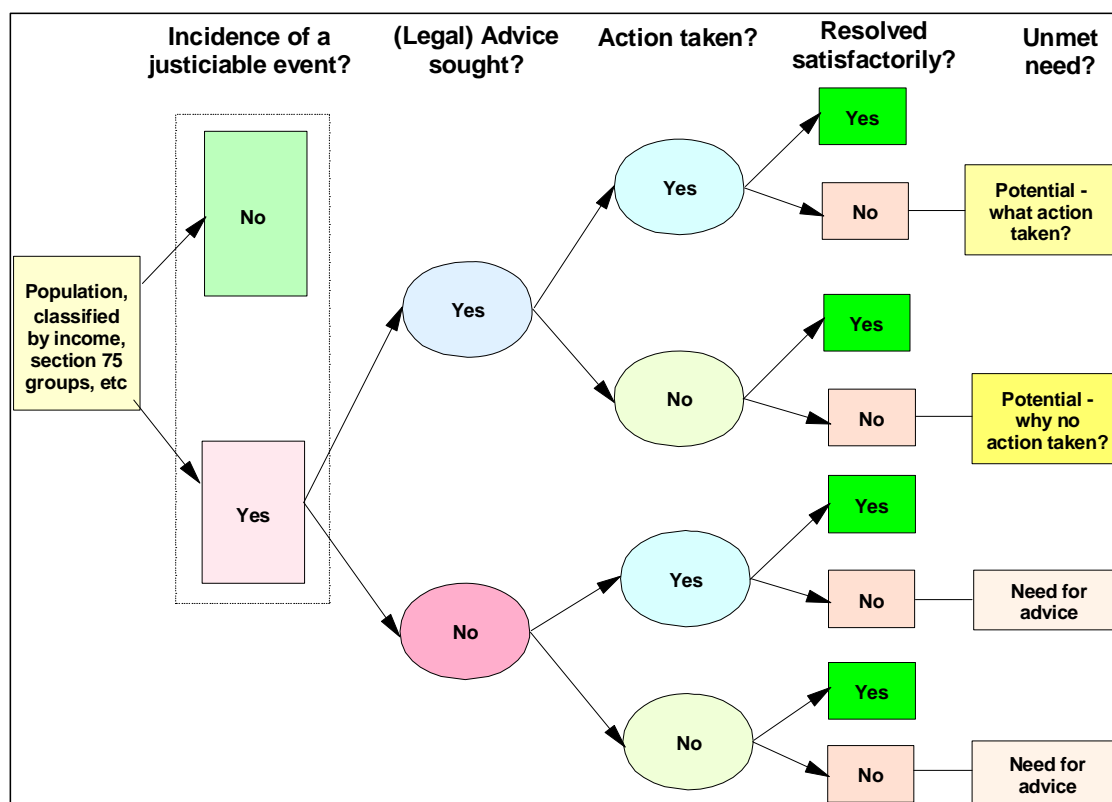 Incidence of a
justiciable event?
(Legal) Advice
sought?
Action taken?
Resolved
satisfactorily?
Unmet
need?
Population,
classified
by income,
section 75
groups, etc
No
Yes
Yes
No
Yes
No
Yes
No
Yes
No
Yes
No
Yes
No
Yes
No
Potential -
what action
taken?
Potential -
why no
action taken?
Need for
advice
Need for
advice